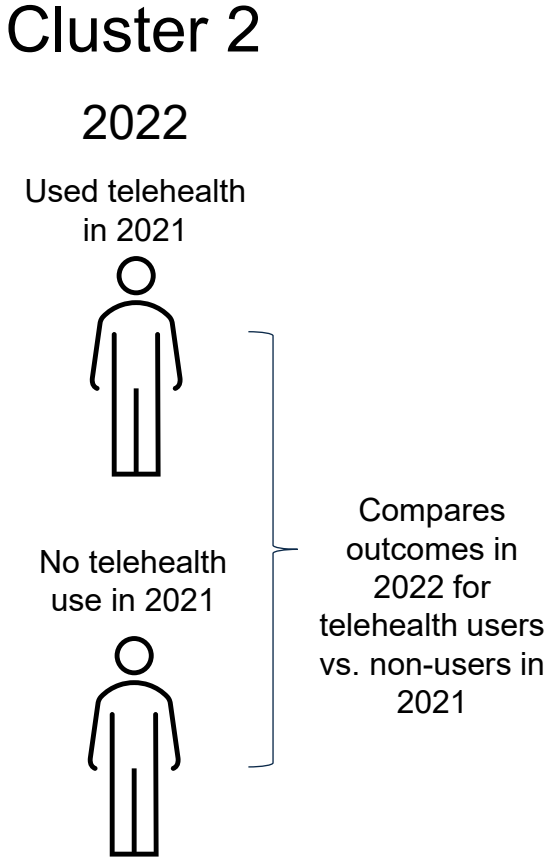 Cluster 2
2022
Used telehealth
in 2021
No telehealth
use in 2021
Compares
outcomes in
2022 for
telehealth users
vs. non-users in
2021